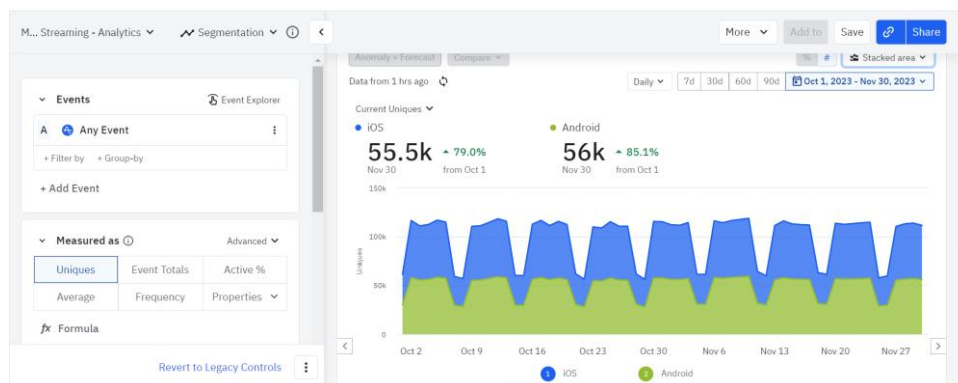 M... Streaming - Analytics
Segmentation
More
Add to
Save
Share
Events
Event Explorer
A Any Event
+ Filter by + Group-by
+ Add Event
Measured as
Advanced
Uniques Event Totals Active %
Average Frequency Properties
fx Formula
Revert to Legacy Controls
Anomaly + Forecast
Compare
% #
Stacked area
Data from 1 hrs ago
Daily
7d 30d 60d 90d
Oct 1, 2023 - Nov 30, 2023
Current Uniques
iOS
55.5k 79.0%
Nov 30 from Oct 1
Android
56k 85.1%
Nov 30 from Oct 1
150k
100k
50k
0
Uniques
Oct 2 Oct 9 Oct 16 Oct 23 Oct 30 Nov 6 Nov 13 Nov 20 Nov 27
1 iOS 2 Android